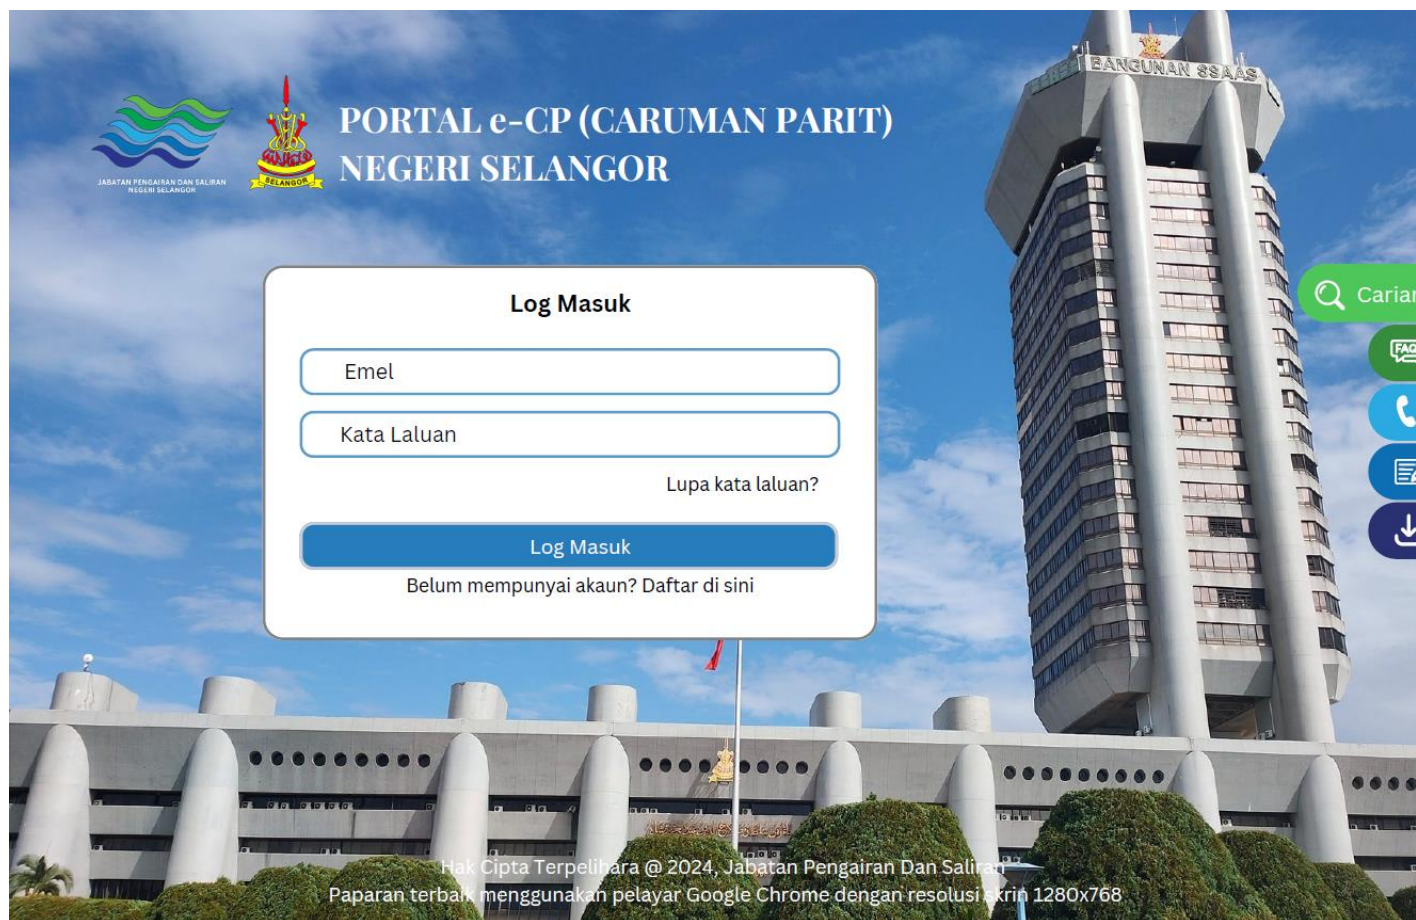 BANGUNAN SSAAS
PORTAL e-CP (CARUMAN PARIT)
NEGERI SELANGOR
JABATAN PENGAIRAN DAN SALIRAN
NEGERI SELANGOR
SELANGOR
Log Masuk
Emel
Kata Laluan
Lupa kata laluan?
Log Masuk
Belum mempunyai akaun? Daftar di sini
Carian
FAQ
Hak Cipta Terpelihara @ 2024, Jabatan Pengairan Dan Saliran
Paparan terbaik menggunakan pelayar Google Chrome dengan resolusi skrin 1280x768